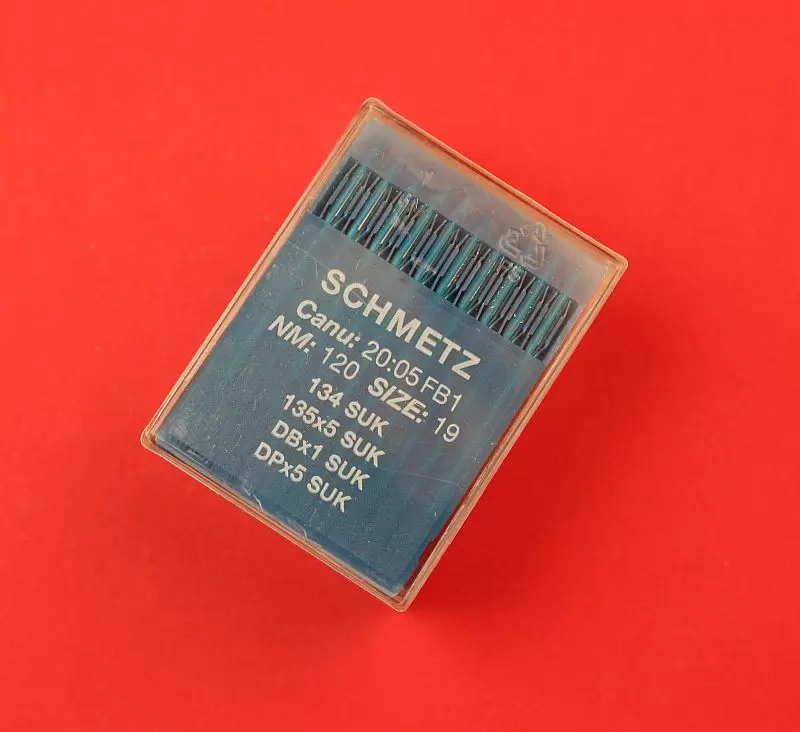 SCHMETZ
Canu: 20:05 FB1
NM: 120 SIZE: 19
134 SUK
135x5 SUK
DBx1 SUK
DPx5 SUK